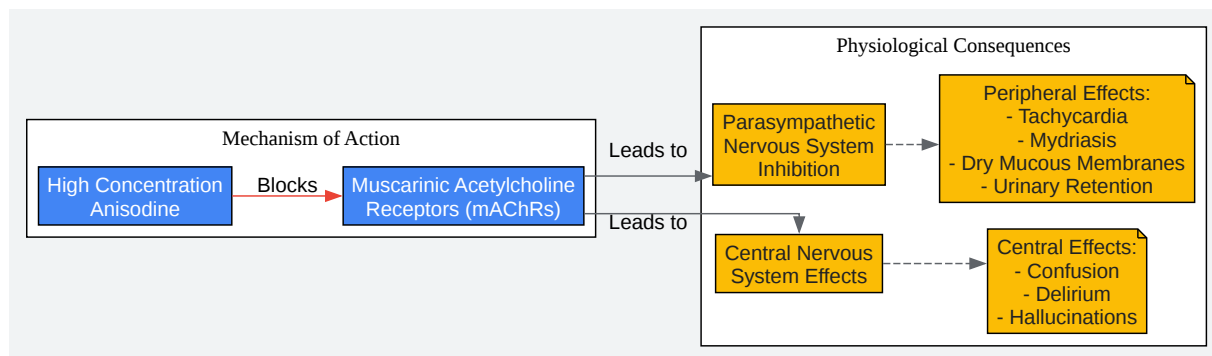 Mechanism of Action
High Concentration
Anisodine
Blocks
Muscarinic Acetylcholine
Receptors (mAChRs)
Leads to
Leads to
Physiological Consequences
Parasympathetic
Nervous System
Inhibition
Peripheral Effects:
- Tachycardia
- Mydriasis
- Dry Mucous Membranes
- Urinary Retention
Central Nervous
System Effects
Central Effects:
- Confusion
- Delirium
- Hallucinations